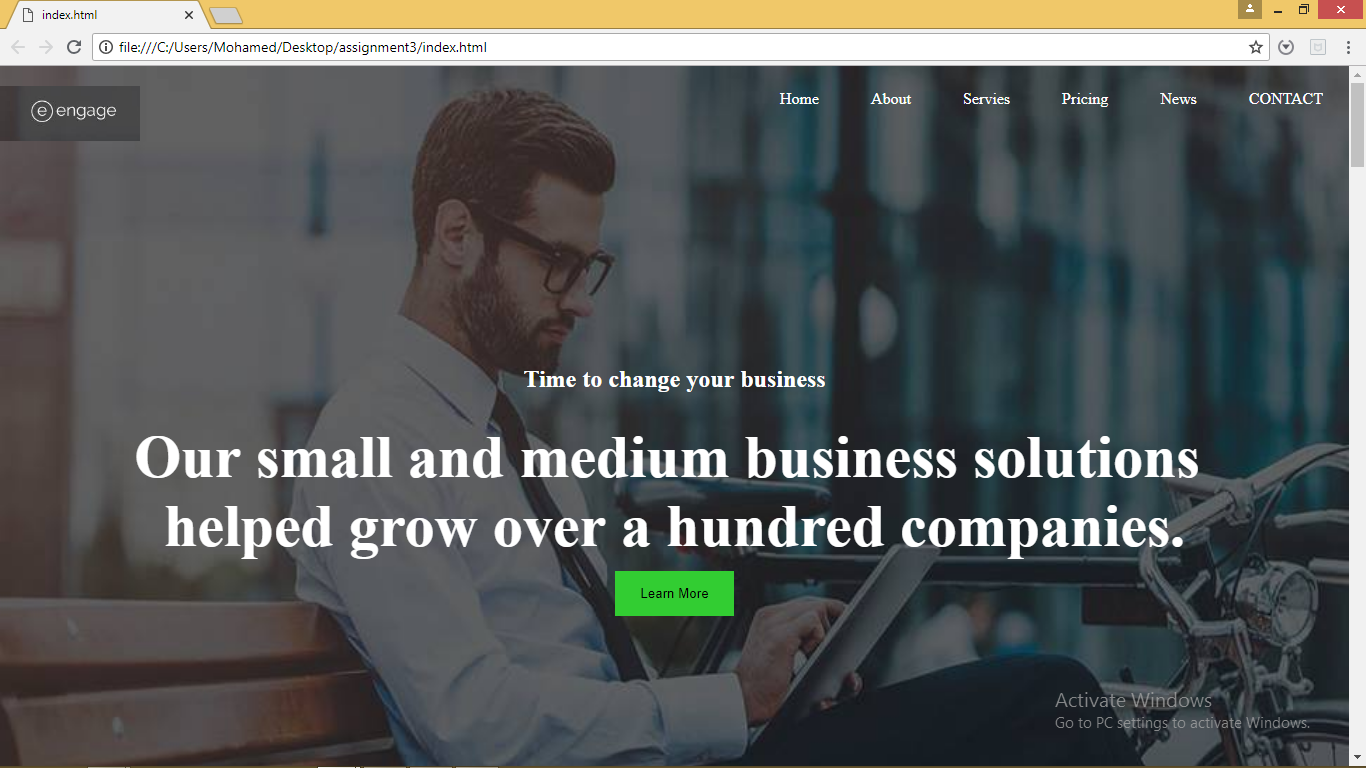 index.html
file:///C:/Users/Mohamed/Desktop/assignment3/index.html
e engage
Home About Servies Pricing News CONTACT
Time to change your business
Our small and medium business solutions
helped grow over a hundred companies.
Learn More
Activate Windows
Go to PC settings to activate Windows.